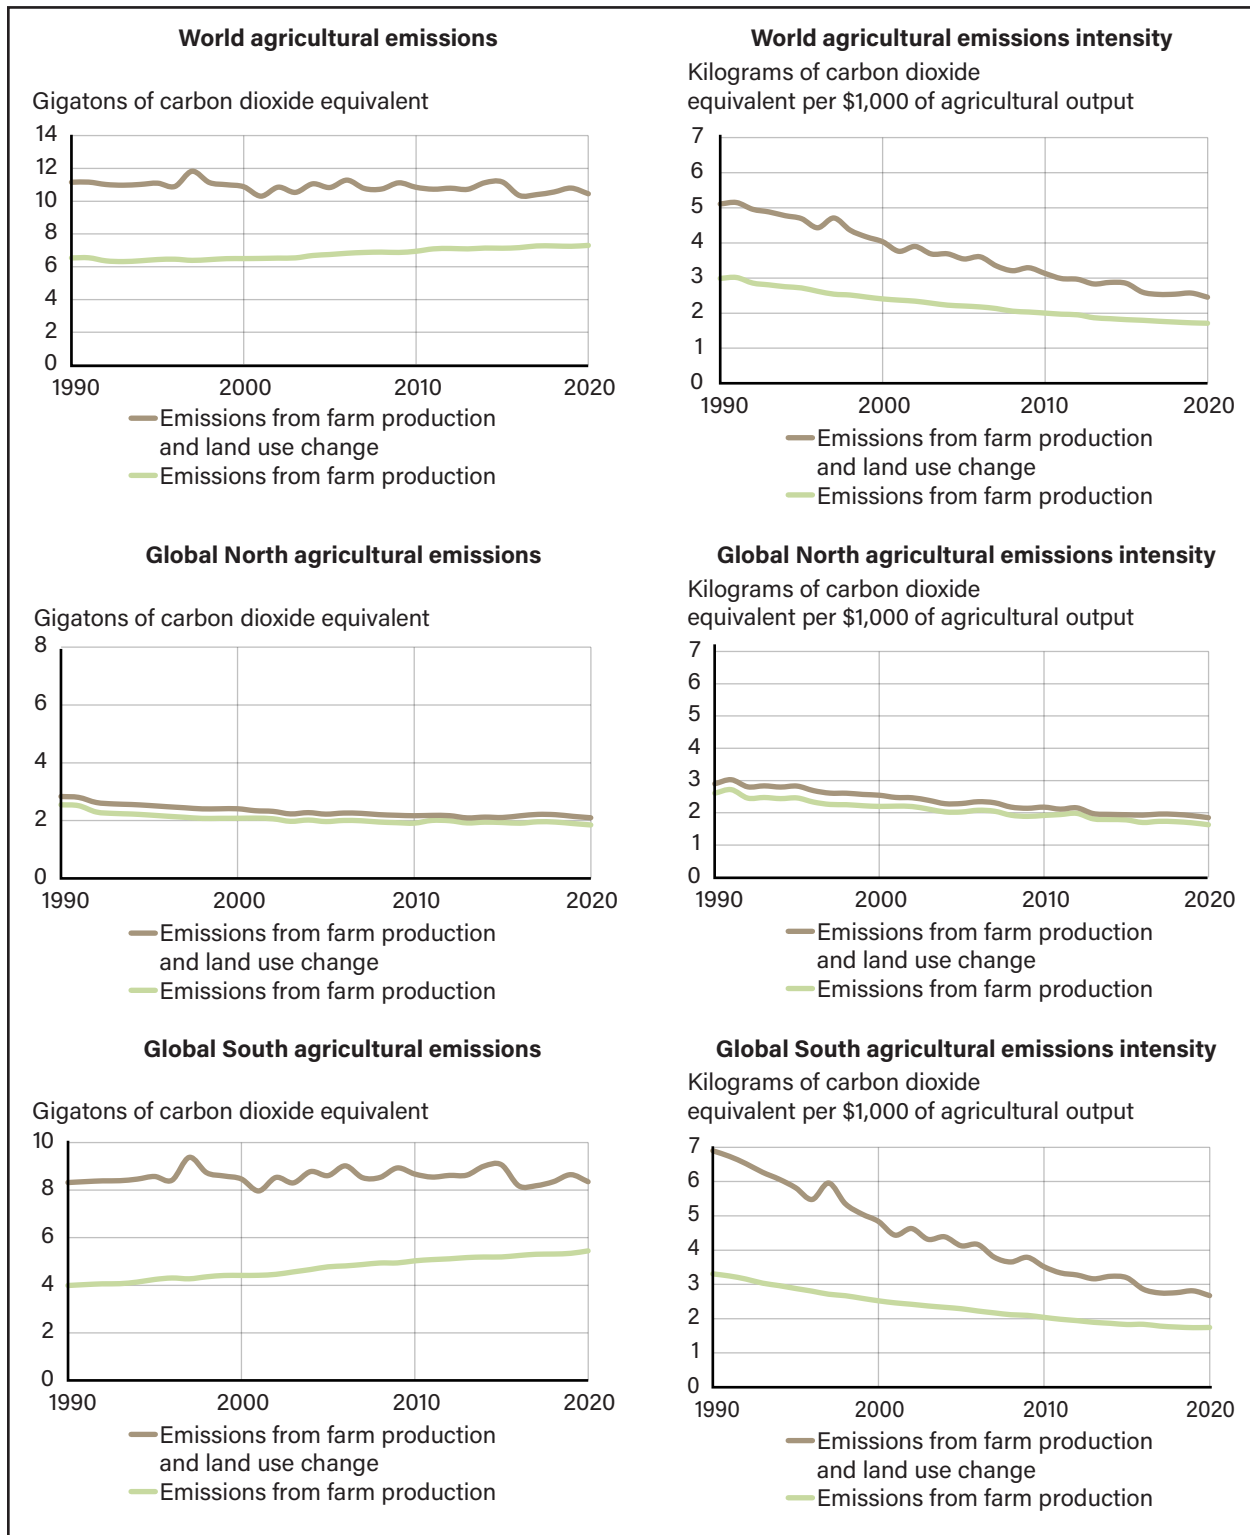 World agricultural emissions
Gigatons of carbon dioxide equivalent
14
12
10
8
6
4
2
0
1990
2000
2010
2020
Emissions from farm production
and land use change
Emissions from farm production
World agricultural emissions intensity
Kilograms of carbon dioxide
equivalent per $1,000 of agricultural output
7
6
5
4
3
2
1
0
1990
2000
2010
2020
Emissions from farm production
and land use change
Emissions from farm production
Global North agricultural emissions
Gigatons of carbon dioxide equivalent
8
6
4
2
0
1990
2000
2010
2020
Emissions from farm production
and land use change
Emissions from farm production
Global North agricultural emissions intensity
Kilograms of carbon dioxide
equivalent per $1,000 of agricultural output
7
6
5
4
3
2
1
0
1990
2000
2010
2020
Emissions from farm production
and land use change
Emissions from farm production
Global South agricultural emissions
Gigatons of carbon dioxide equivalent
10
8
6
4
2
0
1990
2000
2010
2020
Emissions from farm production
and land use change
Emissions from farm production
Global South agricultural emissions intensity
Kilograms of carbon dioxide
equivalent per $1,000 of agricultural output
7
6
5
4
3
2
1
0
1990
2000
2010
2020
Emissions from farm production
and land use change
Emissions from farm production